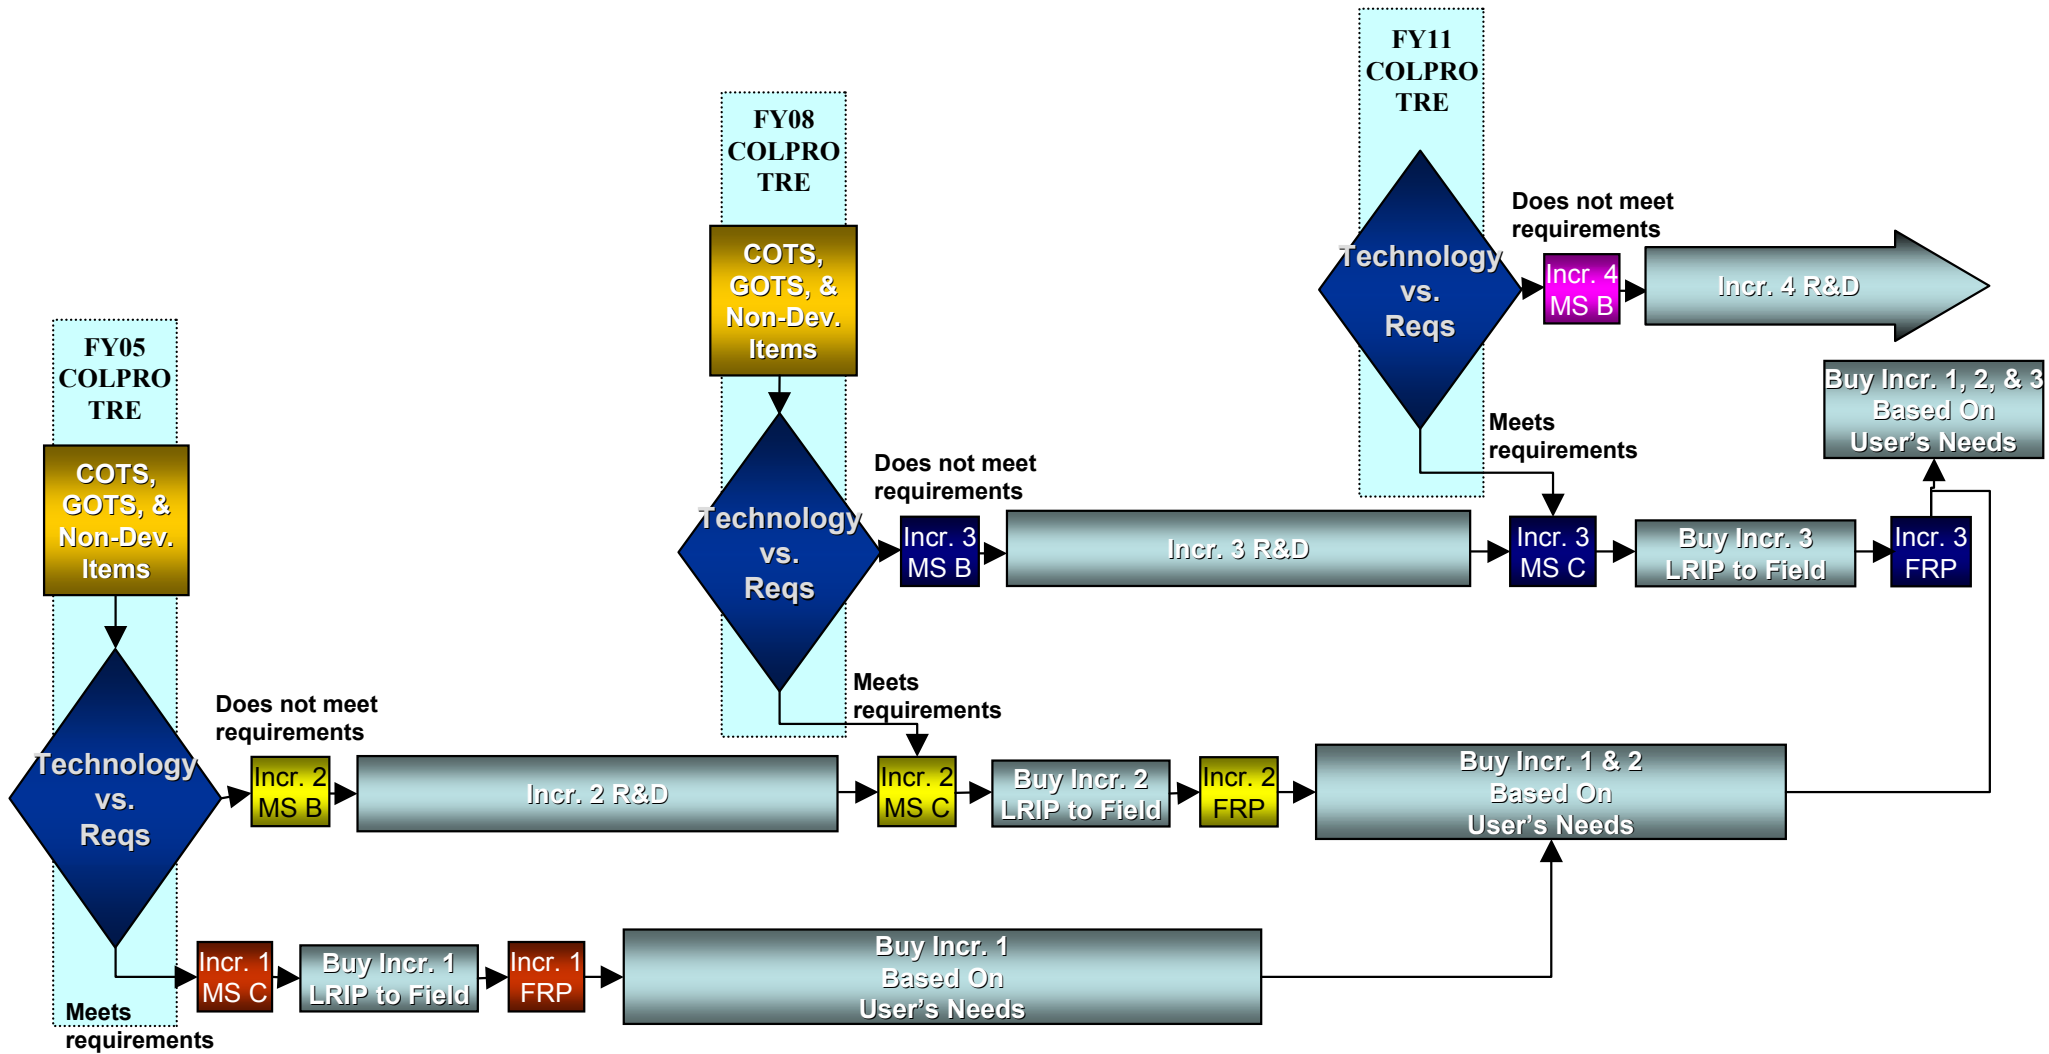 FY11
COLPRO
TRE
Technology
vs.
Reqs
Does not meet
requirements
Incr. 4
MS B
Incr. 4 R&D
Meets
requirements
Buy Incr. 1, 2, & 3
Based On
User's Needs
FY08
COLPRO
TRE
COTS,
GOTS, &
Non-Dev.
Items
Technology
vs.
Reqs
Does not meet
requirements
Incr. 3
MS B
Incr. 3 R&D
Incr. 3
MS C
Buy Incr. 3
LRIP to Field
Incr. 3
FRP
Meets
requirements
FY05
COLPRO
TRE
COTS,
GOTS, &
Non-Dev.
Items
Technology
vs.
Reqs
Does not meet
requirements
Incr. 2
MS B
Incr. 2 R&D
Incr. 2
MS C
Buy Incr. 2
LRIP to Field
Incr. 2
FRP
Buy Incr. 1 & 2
Based On
User's Needs
Meets
requirements
Incr. 1
MS C
Buy Incr. 1
LRIP to Field
Incr. 1
FRP
Buy Incr. 1
Based On
User's Needs